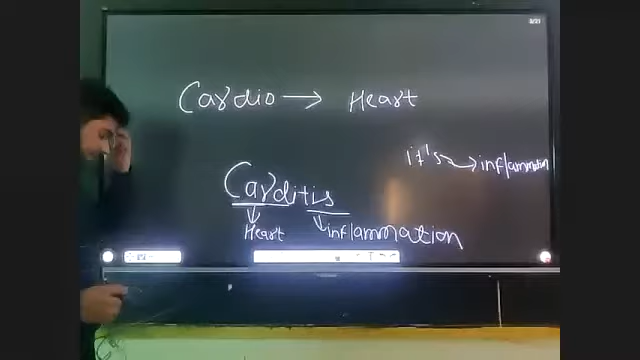 Cardio → Heart
it's → inflammation
Carditis
Heart inflammation